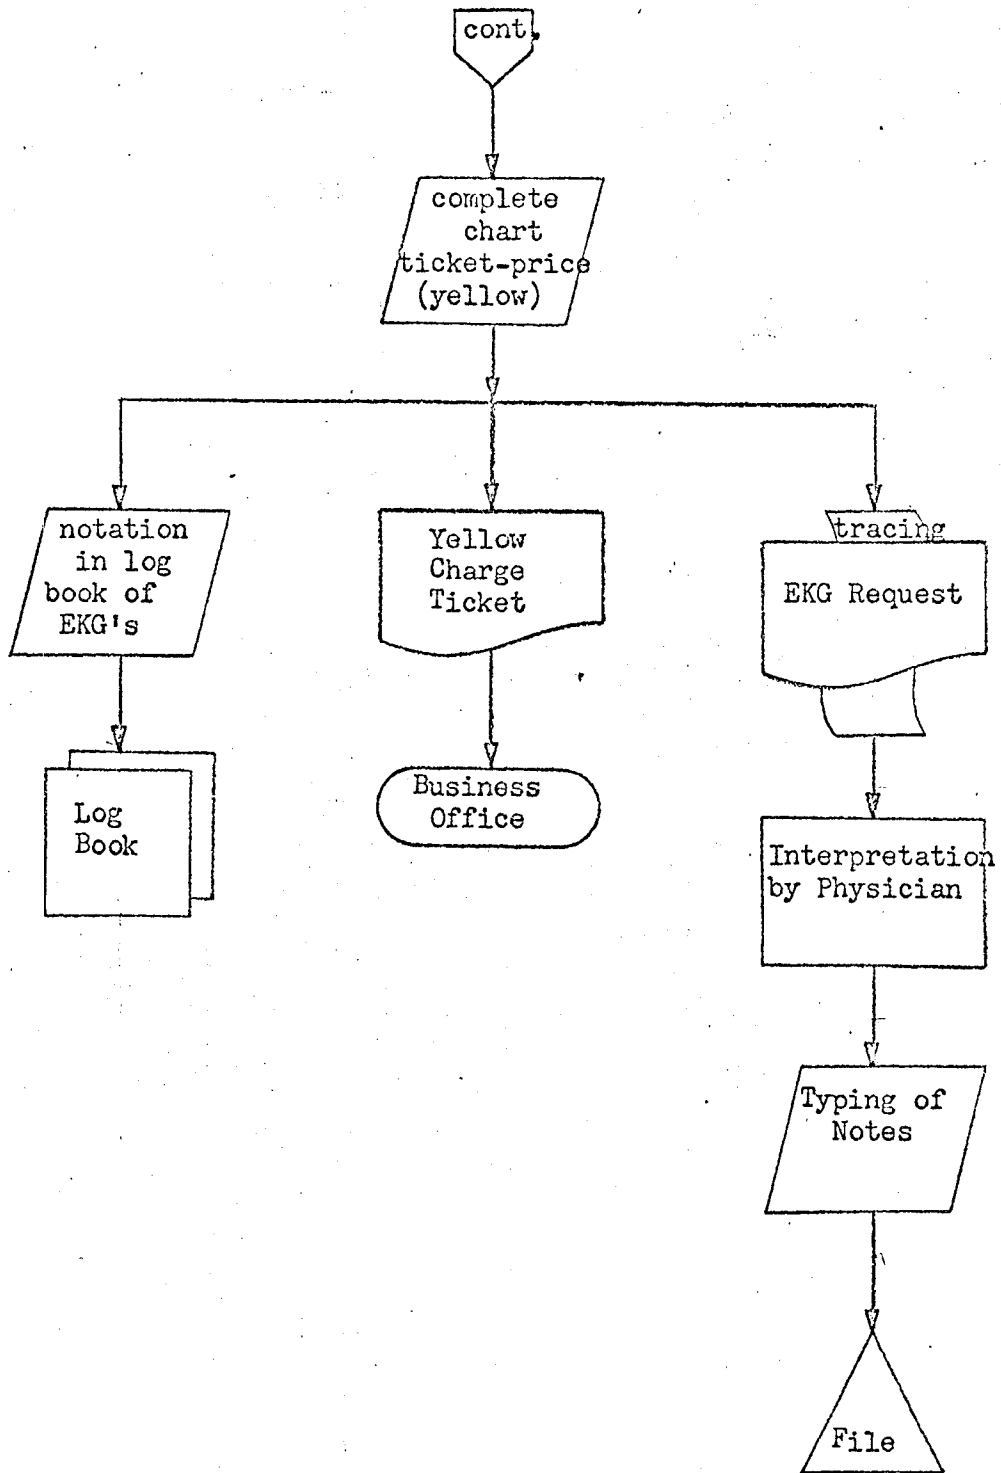 cont.
complete
chart
ticket-price
(yellow)
notation
in log
book of
EKG's
Log
Book
Yellow
Charge
Ticket
Business
Office
tracing
EKG Request
Interpretation
by Physician
Typing of
Notes
File